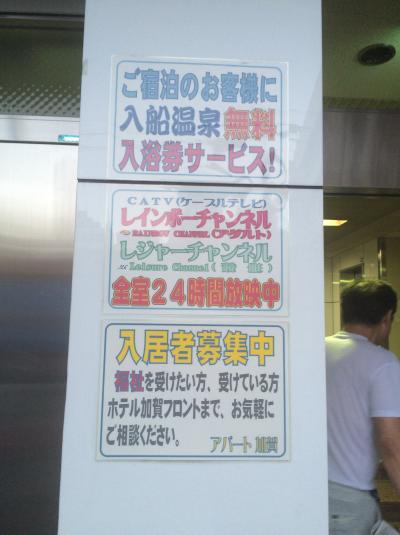 ご宿泊のお客様に
入船温泉無料
入浴券サービス!
CATV(ケーブルテレビ)
レインボーチャンネル
RAINBOW CHANNEL(アダルト)
レジャーチャンネル
Leisure Channel(競艇)
全室24時間放映中
入居者募集中
福祉を受けたい方、受けている方
ホテル加賀フロントまで、お気軽に
ご相談ください。
アパート加賀